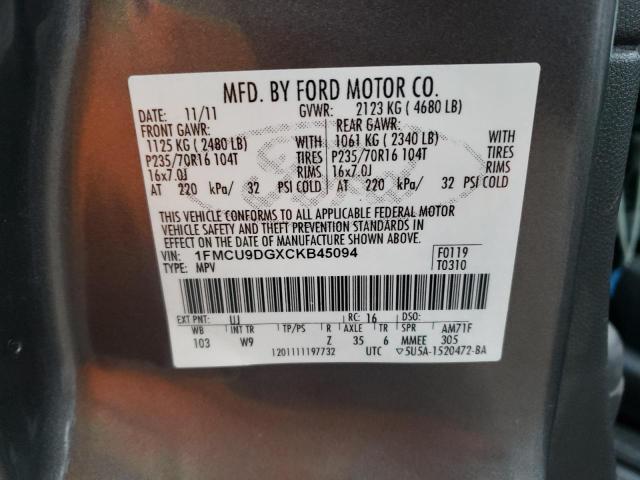 MFD. BY FORD MOTOR CO.
DATE: 11/11 GVWR: 2123 KG ( 4680 LB)
FRONT GAWR: REAR GAWR:
1125 KG ( 2480 LB) WITH 1061 KG ( 2340 LB) WITH
P235/70R16 104T TIRES P235/70R16 104T TIRES
16x7.0J RIMS 16x7.0J RIMS
AT 220 kPa/ 32 PSI COLD AT 220 kPa/ 32 PSI COLD
THIS VEHICLE CONFORMS TO ALL APPLICABLE FEDERAL MOTOR
VEHICLE SAFETY AND THEFT PREVENTION STANDARDS IN
EFFECT ON THE DATE OF MANUFACTURE SHOWN ABOVE.
VIN: 1FMCU9DGXCKB45094 F0119
TYPE: MPV T0310
EXT PNT: UJ RC: 16 DSO:
WB INT TR TP/PS R AXLE TR SPR AM71F
103 W9 Z 35 6 MMEE 305
1201111197732 UTC 5U5A-1520472-BA